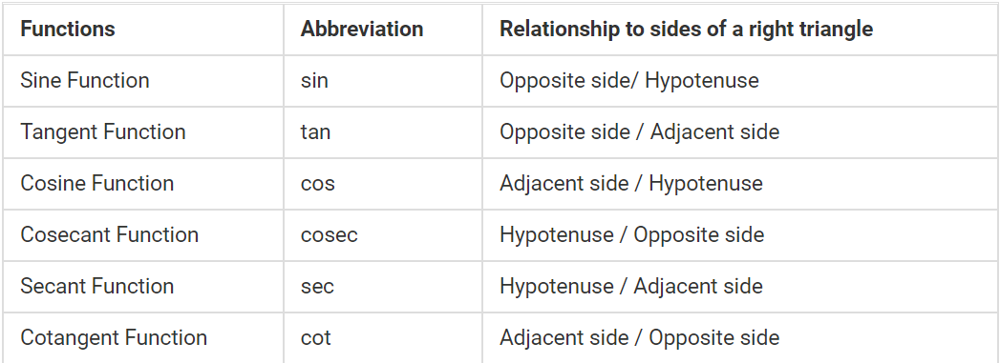 Functions Abbreviation Relationship to sides of a right triangle
Sine Function sin Opposite side/ Hypotenuse
Tangent Function tan Opposite side / Adjacent side
Cosine Function cos Adjacent side / Hypotenuse
Cosecant Function cosec Hypotenuse / Opposite side
Secant Function sec Hypotenuse / Adjacent side
Cotangent Function cot Adjacent side / Opposite side